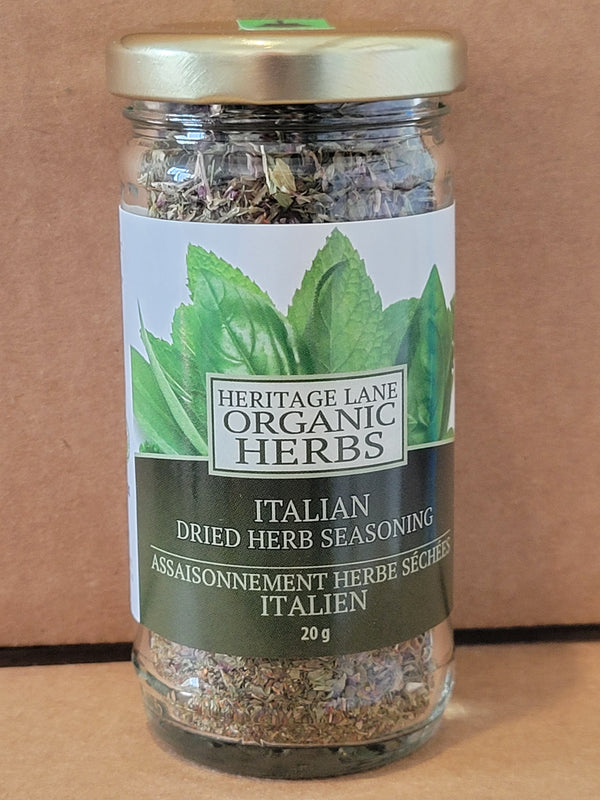 HERITAGE LANE
ORGANIC
HERBS
ITALIAN
DRIED HERB SEASONING
ASSAISONNEMENT HERBE SÉCHÉES
ITALIEN
20 g